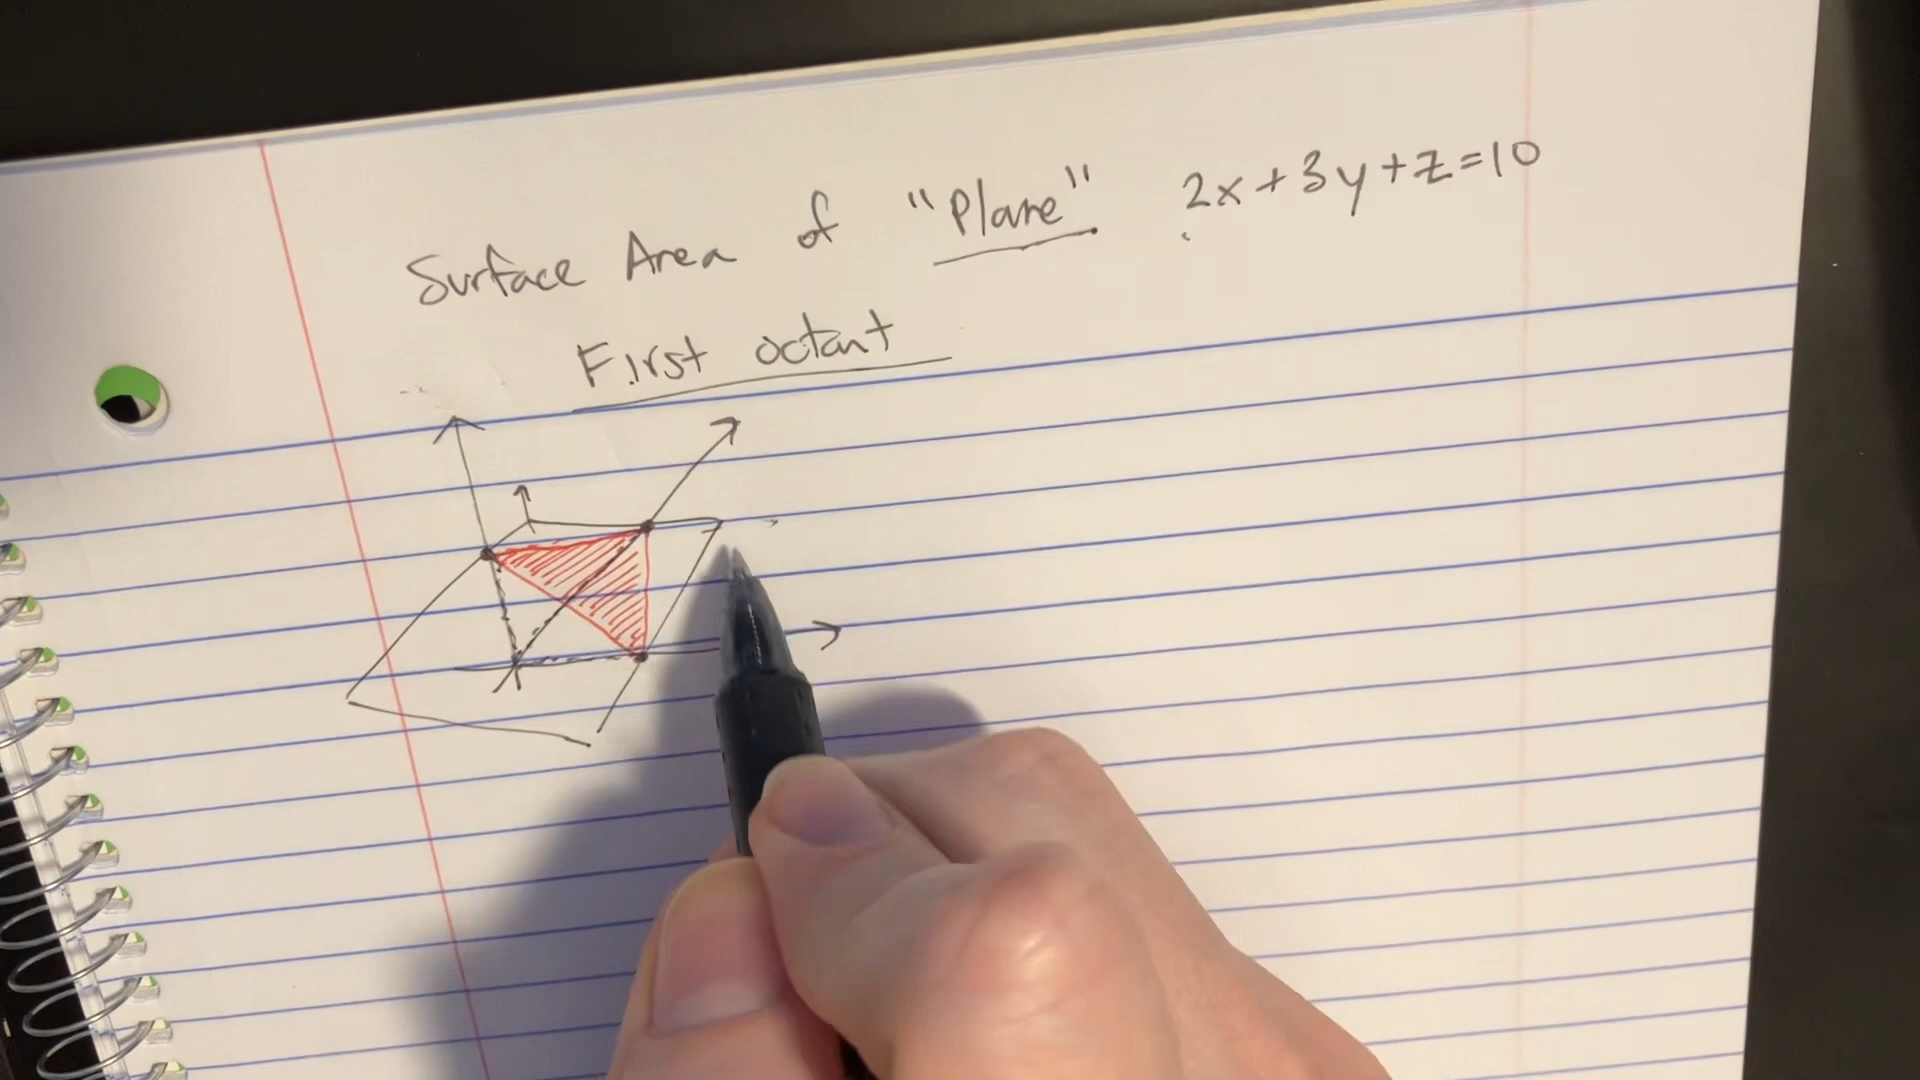 Surface Area of "Plane" 2x+3y+z=10
First octant